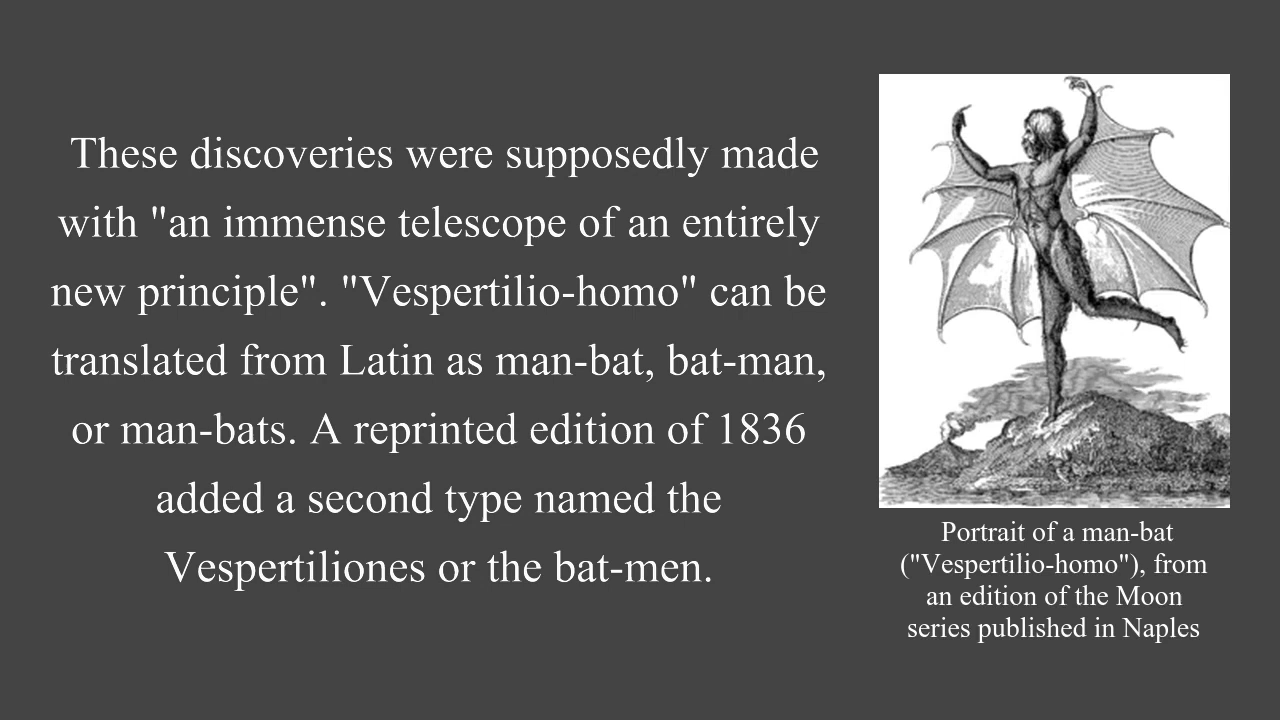 These discoveries were supposedly made
with "an immense telescope of an entirely
new principle". "Vespertilio-homo" can be
translated from Latin as man-bat, bat-man,
or man-bats. A reprinted edition of 1836
added a second type named the
Vespertiliones or the bat-men.
Portrait of a man-bat
("Vespertilio-homo"), from
an edition of the Moon
series published in Naples